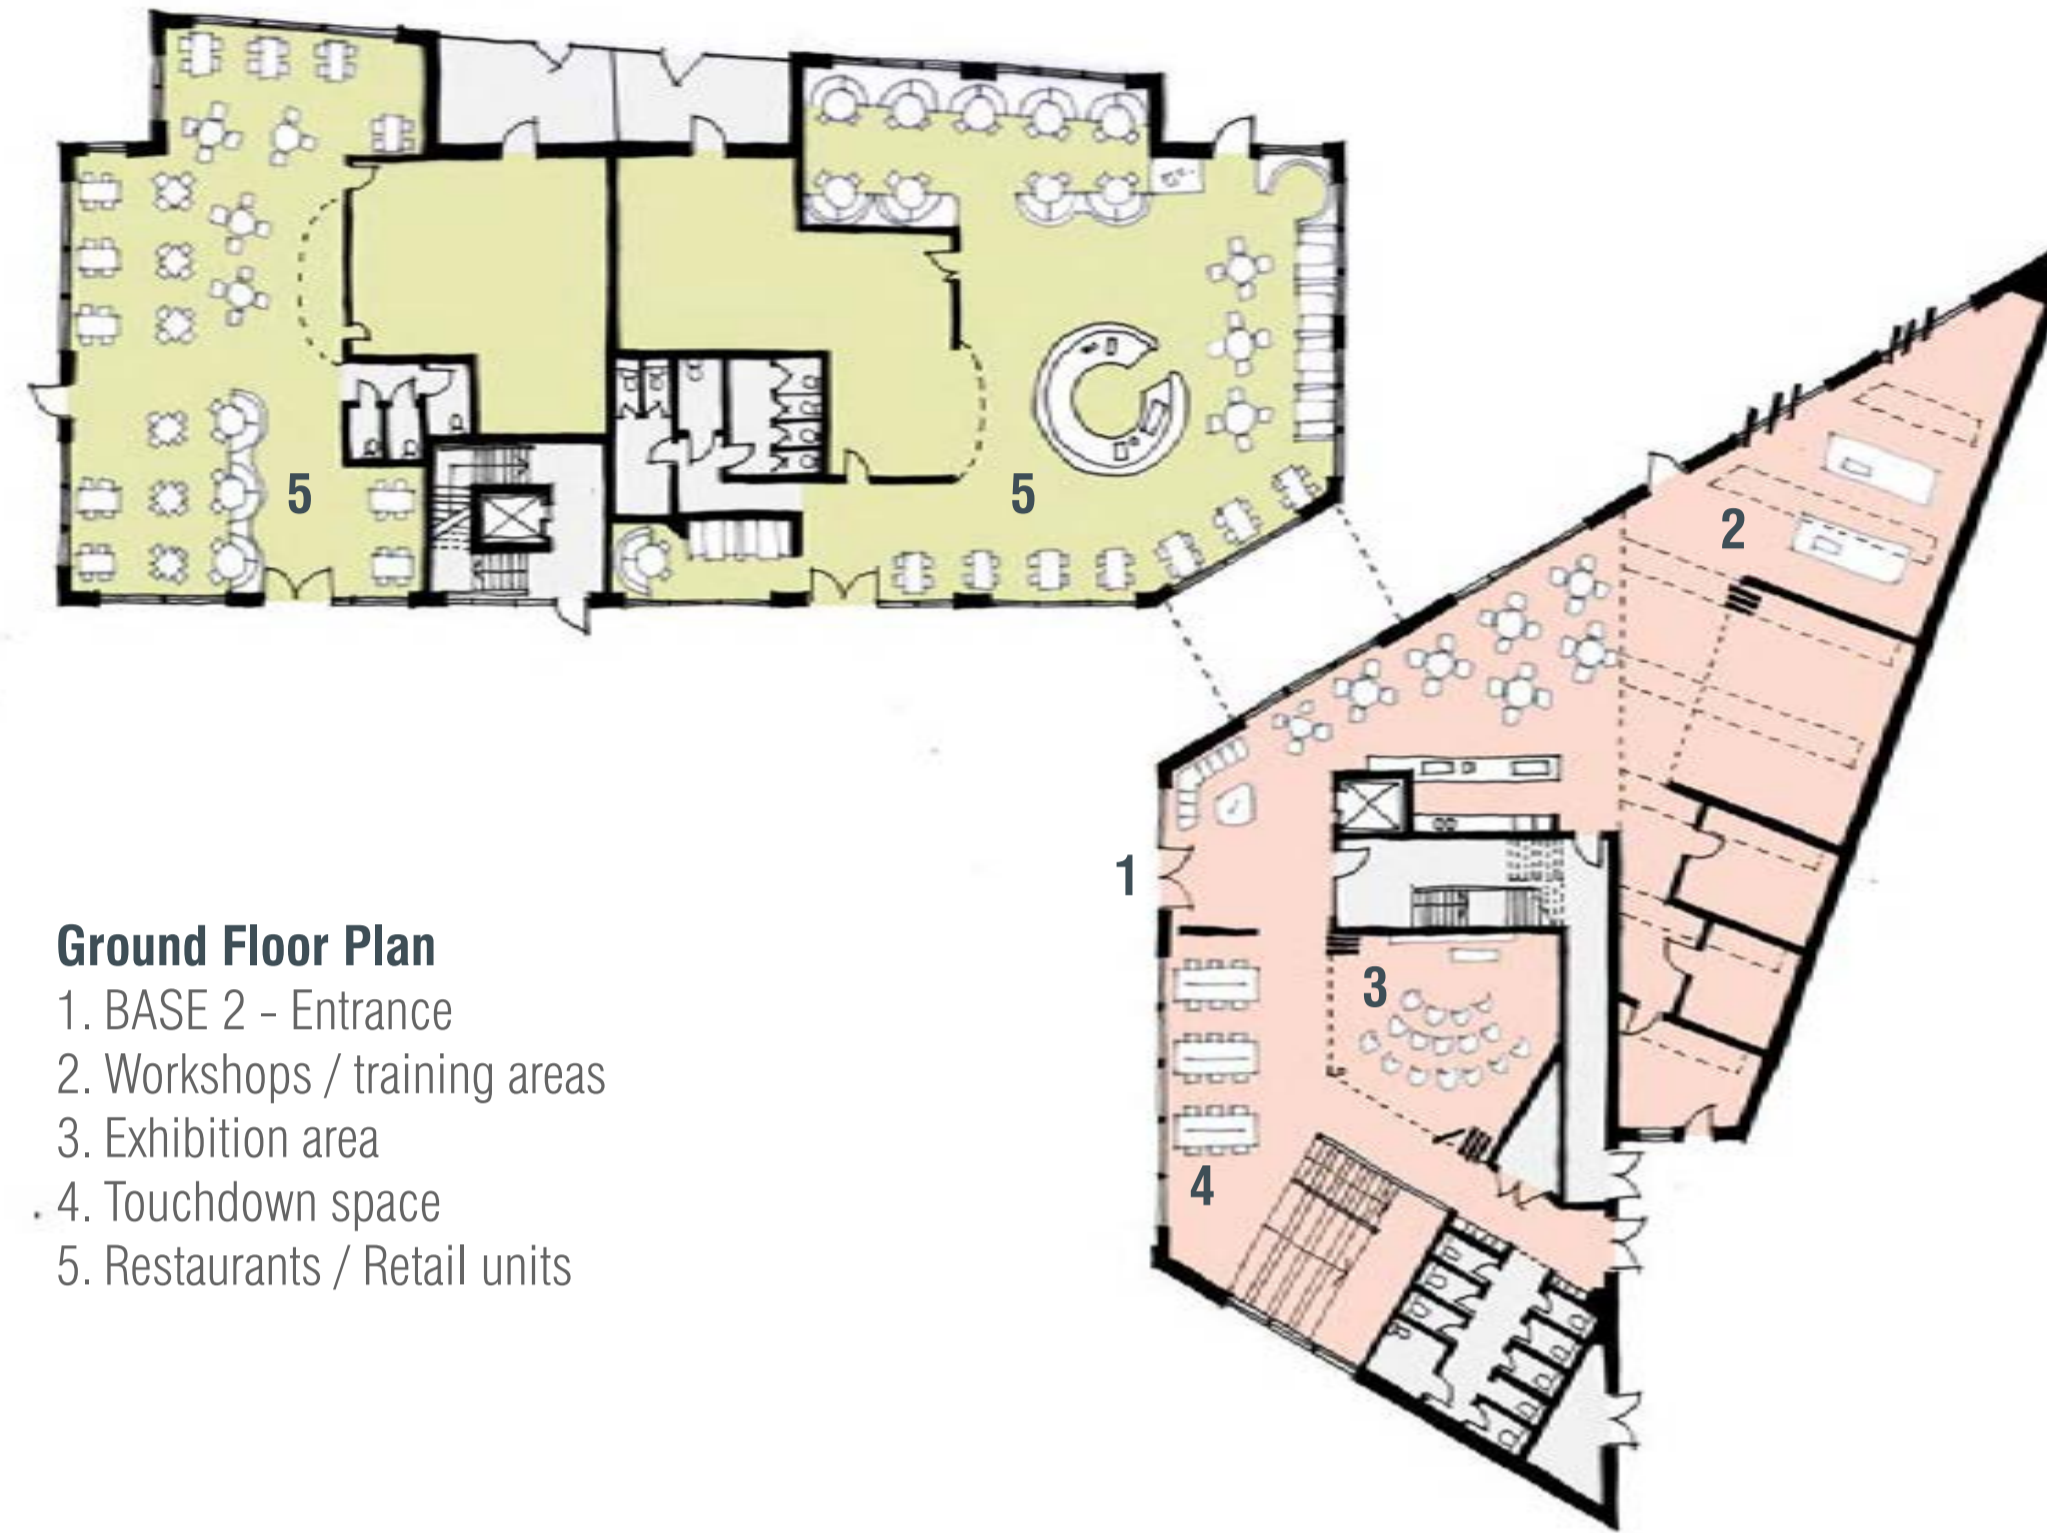 5
5
2
1
3
4
Ground Floor Plan
1. BASE 2 - Entrance
2. Workshops / training areas
3. Exhibition area
4. Touchdown space
5. Restaurants / Retail units